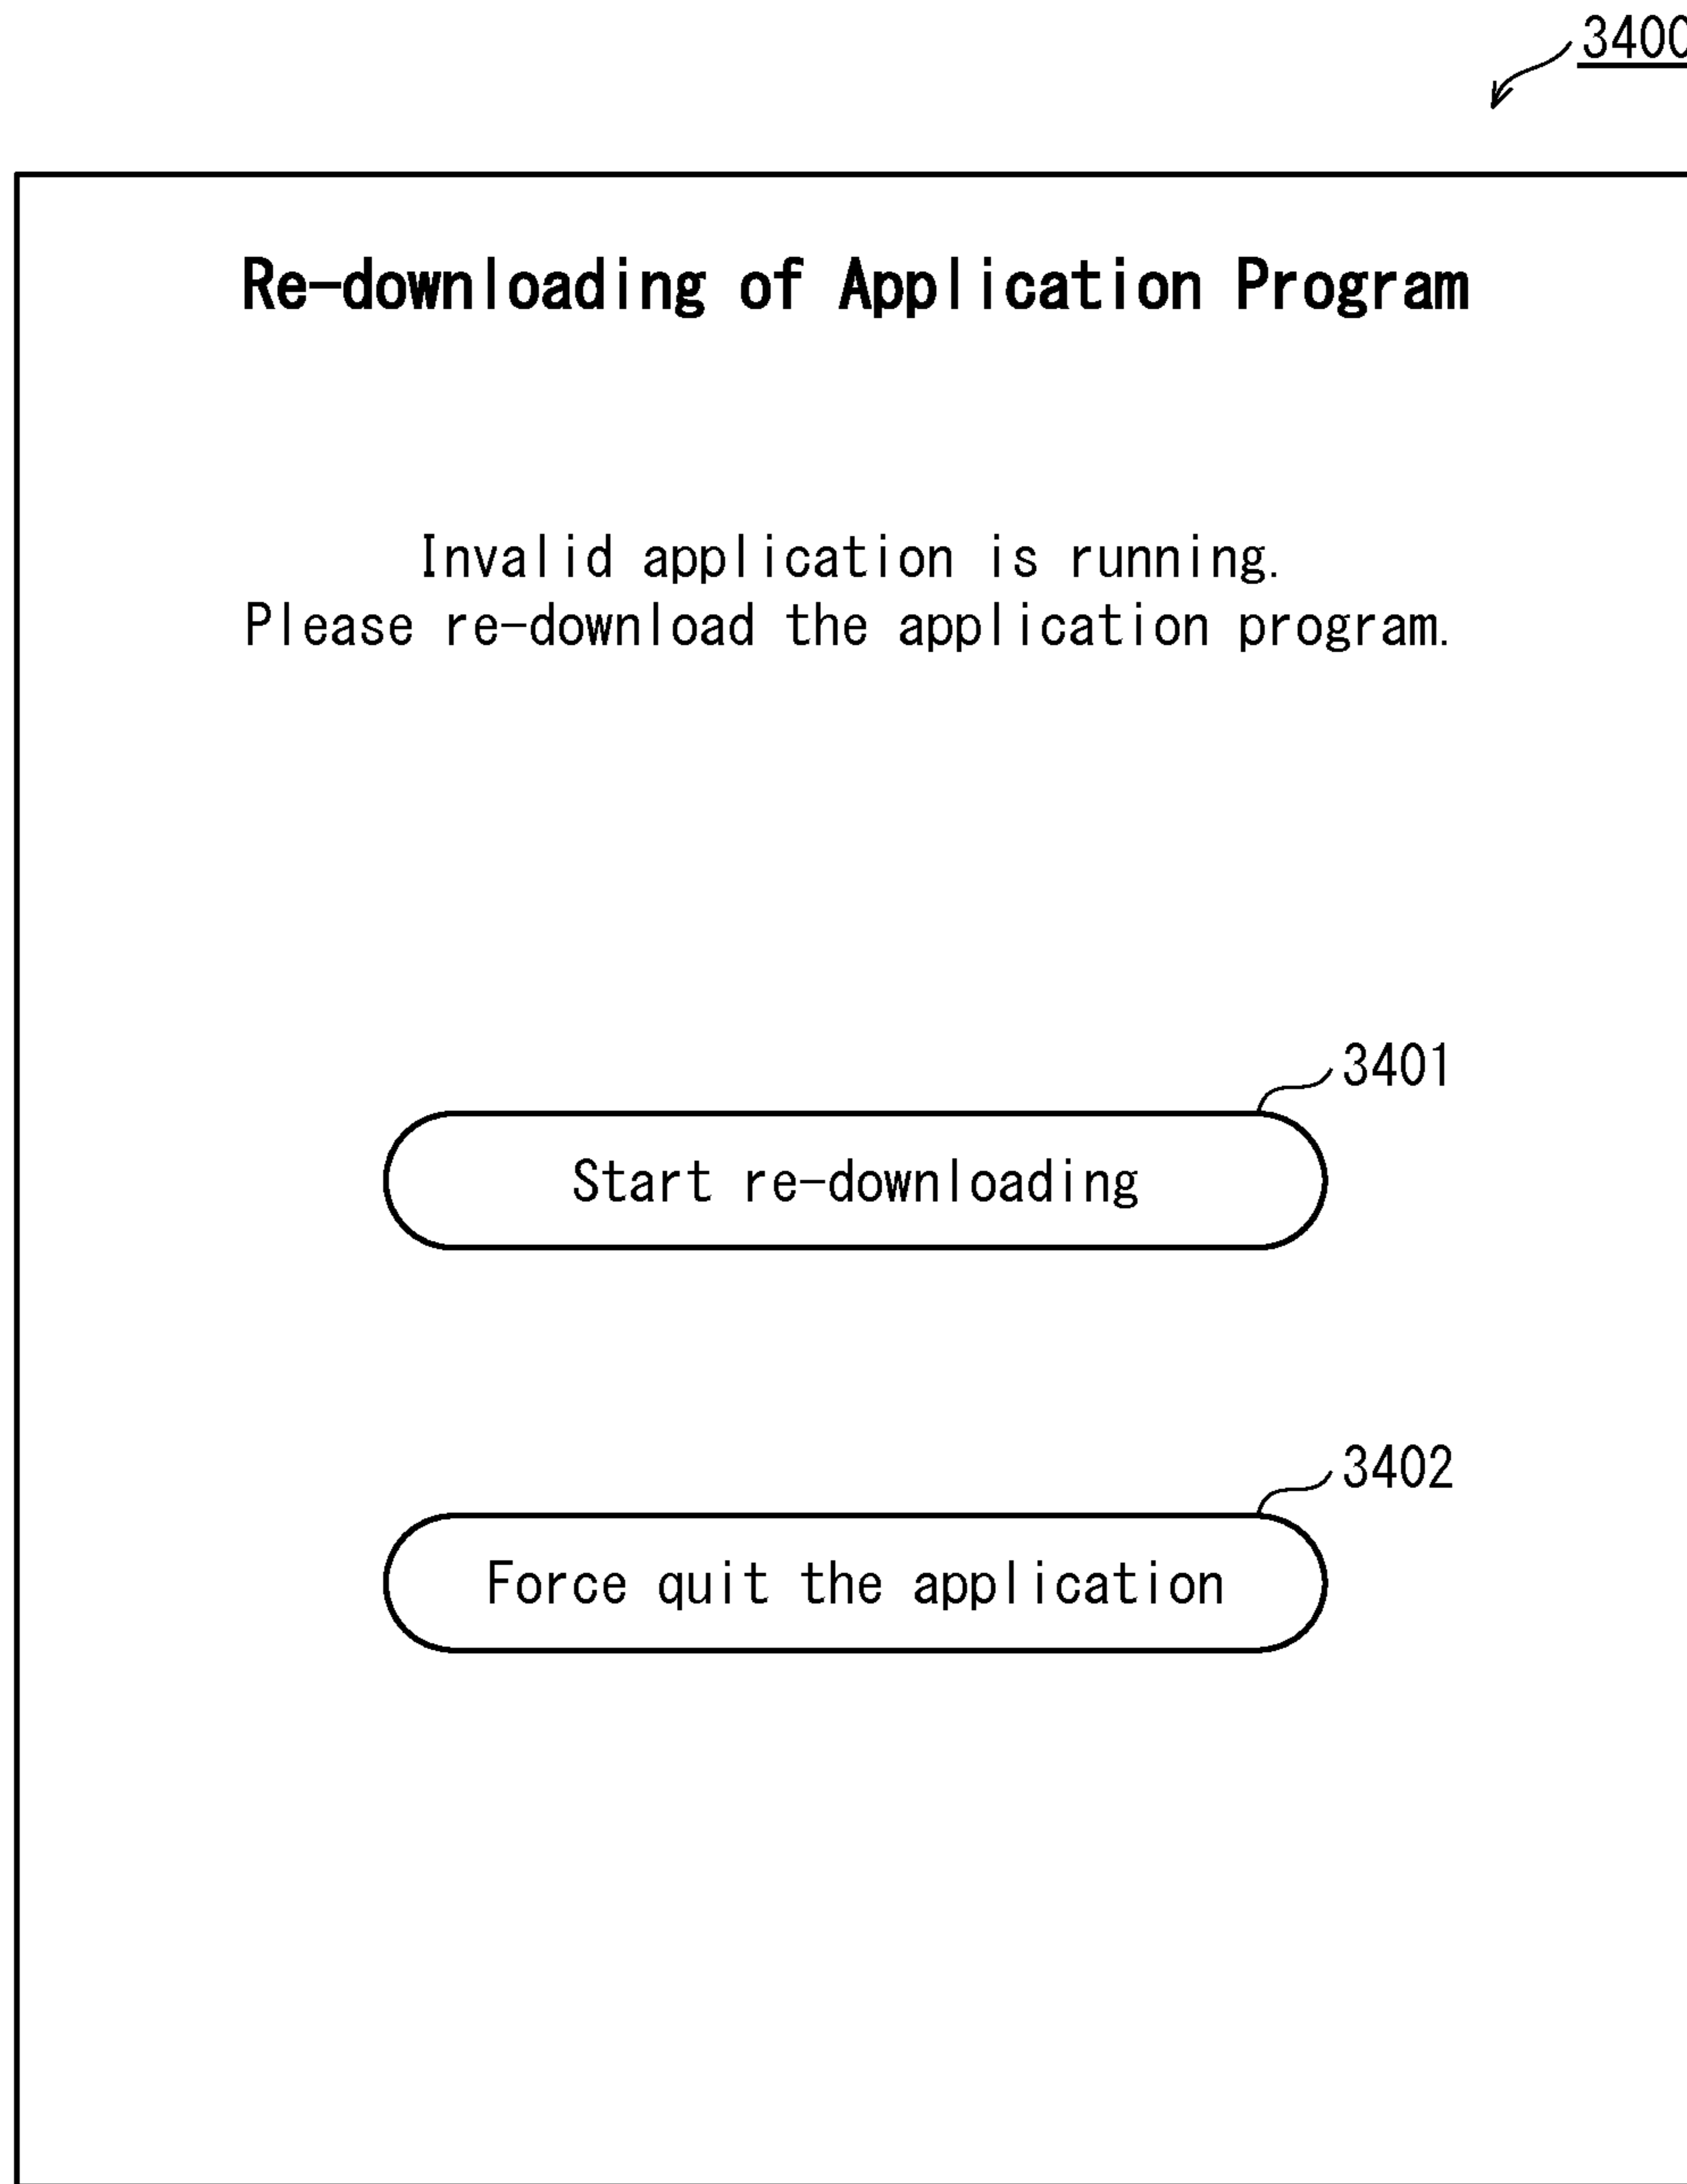 3400
Re-downloading of Application Program
Invalid application is running.
Please re-download the application program.
3401
Start re-downloading
3402
Force quit the application